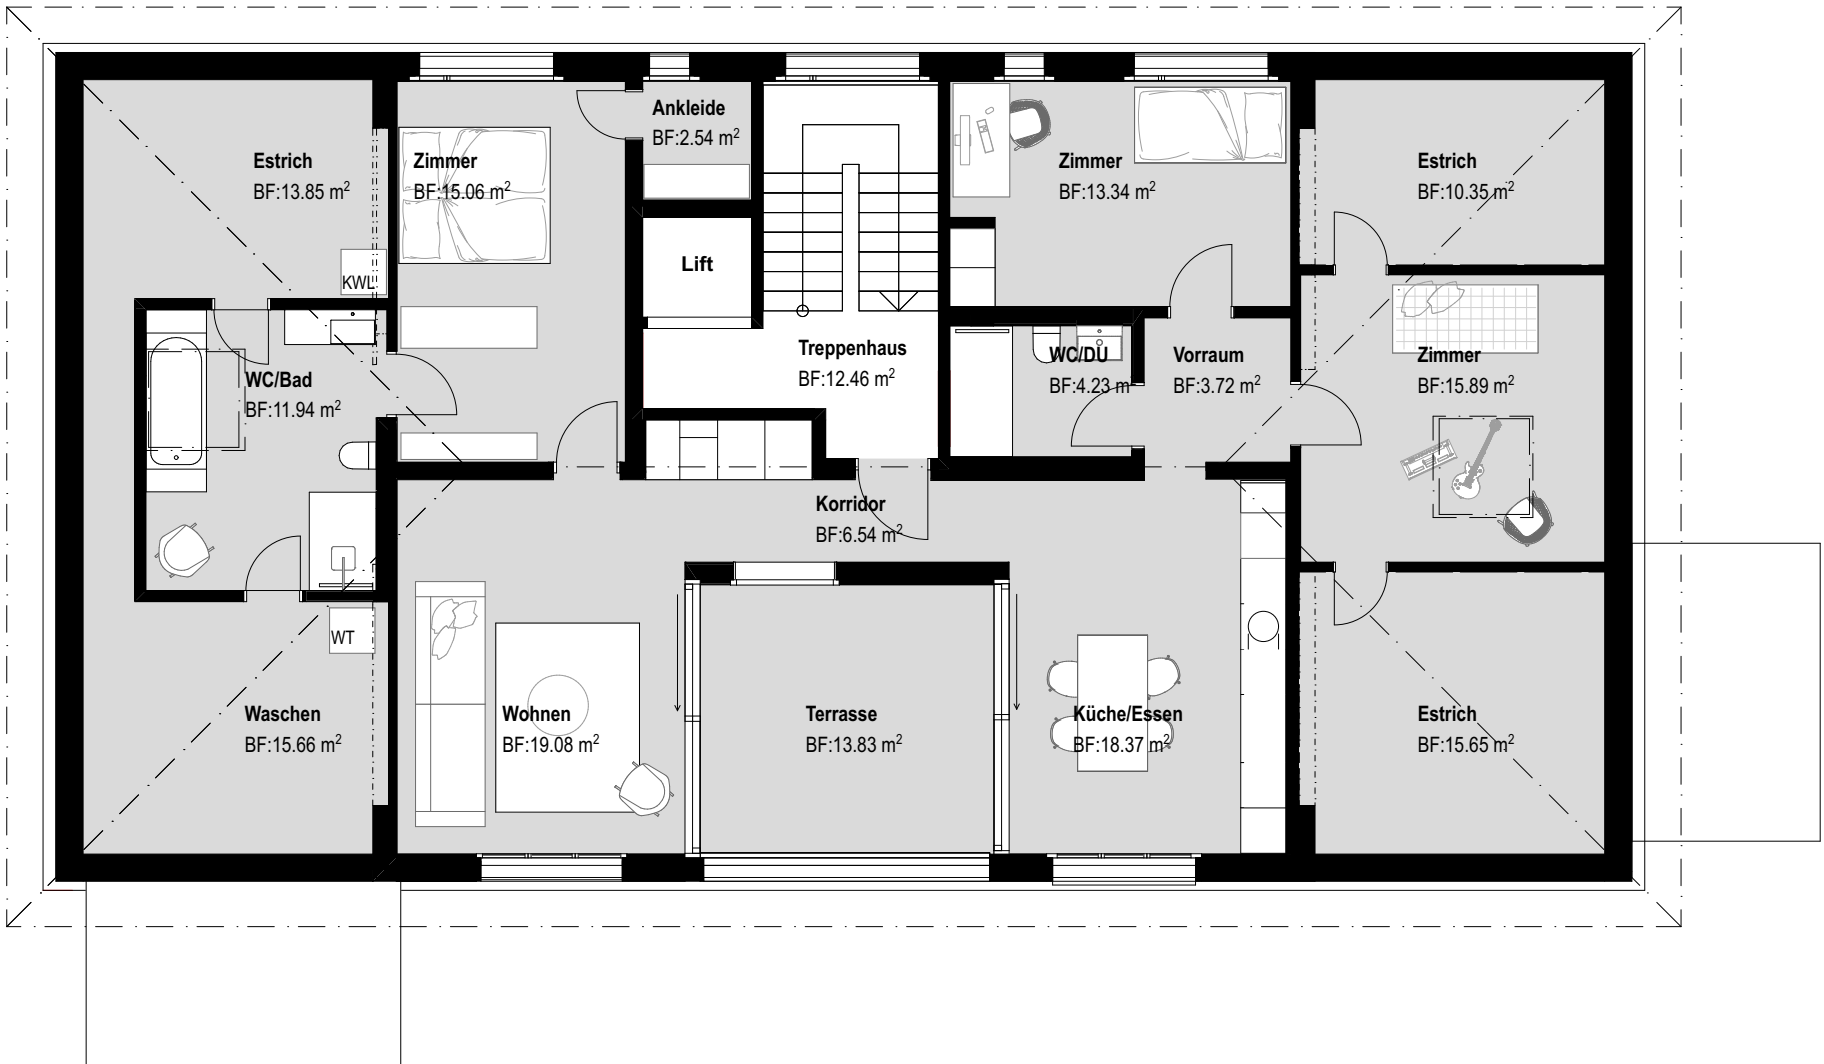 Ankleide
BF:2.54 m²
Estrich
BF:13.85 m²
Zimmer
BF:15.06 m²
Zimmer
BF:13.34 m²
Estrich
BF:10.35 m²
Lift
KWL
Treppenhaus
BF:12.46 m²
WC/DU
BF:4.23 m²
Vorraum
BF:3.72 m²
Zimmer
BF:15.89 m²
WC/Bad
BF:11.94 m²
Korridor
BF:6.54 m²
WT
Waschen
BF:15.66 m²
Wohnen
BF:19.08 m²
Terrasse
BF:13.83 m²
Küche/Essen
BF:18.37 m²
Estrich
BF:15.65 m²